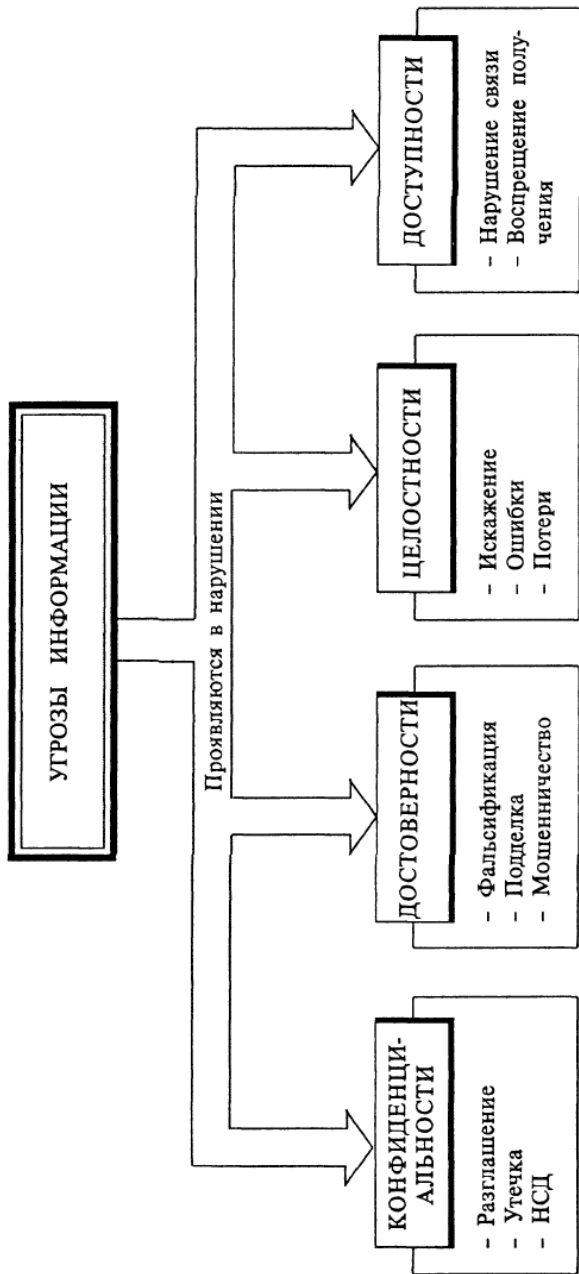 УГРОЗЫ ИНФОРМАЦИИ
Проявляются в нарушении
КОНФИДЕНЦИ-
АЛЬНОСТИ
- Разглашение
- Утечка
- НСД
ДОСТОВЕРНОСТИ
- Фальсификация
- Подделка
- Мошенничество
ЦЕЛОСТНОСТИ
- Искажение
- Ошибки
- Потери
ДОСТУПНОСТИ
- Нарушение связи
- Воспрещение полу-
чения